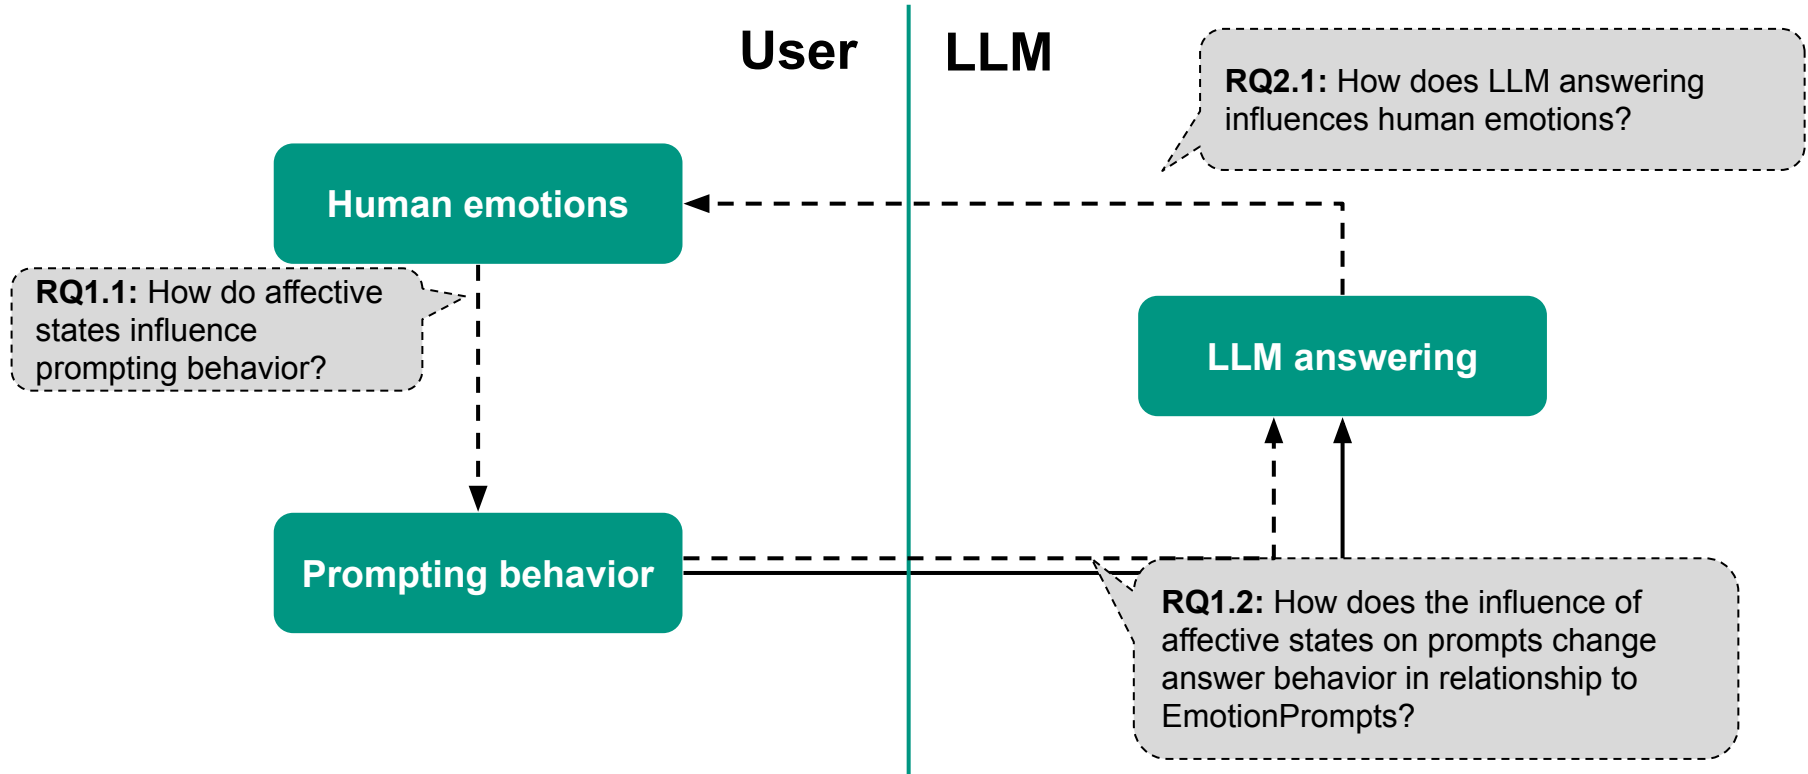 User
LLM
RQ2.1: How does LLM answering
influences human emotions?
Human emotions
RQ1.1: How do affective
states influence
prompting behavior?
LLM answering
Prompting behavior
RQ1.2: How does the influence of
affective states on prompts change
answer behavior in relationship to
EmotionPrompts?